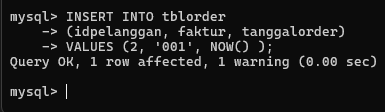 mysql> INSERT INTO tblorder
    -> (idpelanggan, faktur, tanggalorder)
    -> VALUES (2, '001', NOW() );
Query OK, 1 row affected, 1 warning (0.00 sec)
mysql>